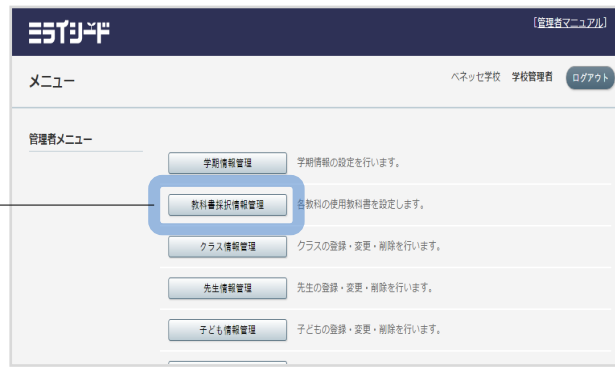 [管理者マニュアル]
ミライシード
メニュー
ベネッセ学校 学校管理者 ログアウト
管理者メニュー
学期情報管理 学期情報の設定を行います。
教科書採択情報管理 各教科の使用教科書を設定します。
クラス情報管理 クラスの登録・変更・削除を行います。
先生情報管理 先生の登録・変更・削除を行います。
子ども情報管理 子どもの登録・変更・削除を行います。